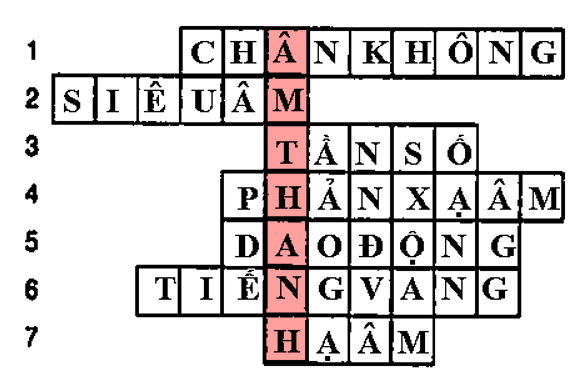 1 CHÂNKHÔNG
2 SIÊUÂM
3 TẦNSỐ
4 PHẢNXẠÂM
5 DAOĐỘNG
6 TIẾNGVANG
7 HẠÂM